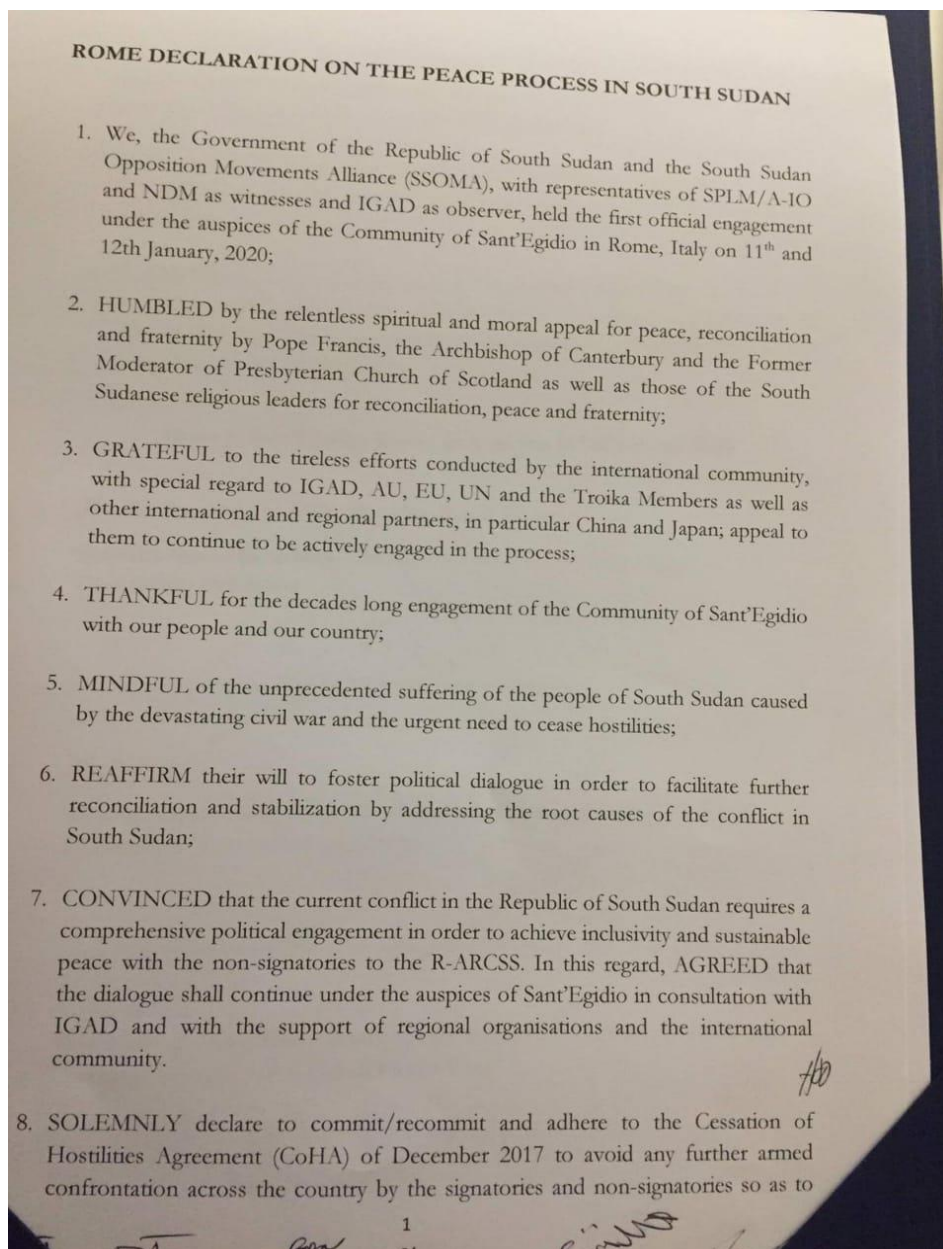 ROME DECLARATION ON THE PEACE PROCESS IN SOUTH SUDAN
1. We, the Government of the Republic of South Sudan and the South Sudan
Opposition Movements Alliance (SSOMA), with representatives of SPLM/A-IO
and NDM as witnesses and IGAD as observer, held the first official engagement
under the auspices of the Community of Sant'Egidio in Rome, Italy on 11th and
12th January, 2020;
2. HUMBLED by the relentless spiritual and moral appeal for peace, reconciliation
and fraternity by Pope Francis, the Archbishop of Canterbury and the Former
Moderator of Presbyterian Church of Scotland as well as those of the South
Sudanese religious leaders for reconciliation, peace and fraternity;
3. GRATEFUL to the tireless efforts conducted by the international community,
with special regard to IGAD, AU, EU, UN and the Troika Members as well as
other international and regional partners, in particular China and Japan; appeal to
them to continue to be actively engaged in the process;
4. THANKFUL for the decades long engagement of the Community of Sant'Egidio
with our people and our country;
5. MINDFUL of the unprecedented suffering of the people of South Sudan caused
by the devastating civil war and the urgent need to cease hostilities;
6. REAFFIRM their will to foster political dialogue in order to facilitate further
reconciliation and stabilization by addressing the root causes of the conflict in
South Sudan;
7. CONVINCED that the current conflict in the Republic of South Sudan requires a
comprehensive political engagement in order to achieve inclusivity and sustainable
peace with the non-signatories to the R-ARCSS. In this regard, AGREED that
the dialogue shall continue under the auspices of Sant'Egidio in consultation with
IGAD and with the support of regional organisations and the international
community.
8. SOLEMNLY declare to commit/recommit and adhere to the Cessation of
Hostilities Agreement (CoHA) of December 2017 to avoid any further armed
confrontation across the country by the signatories and non-signatories so as to
1